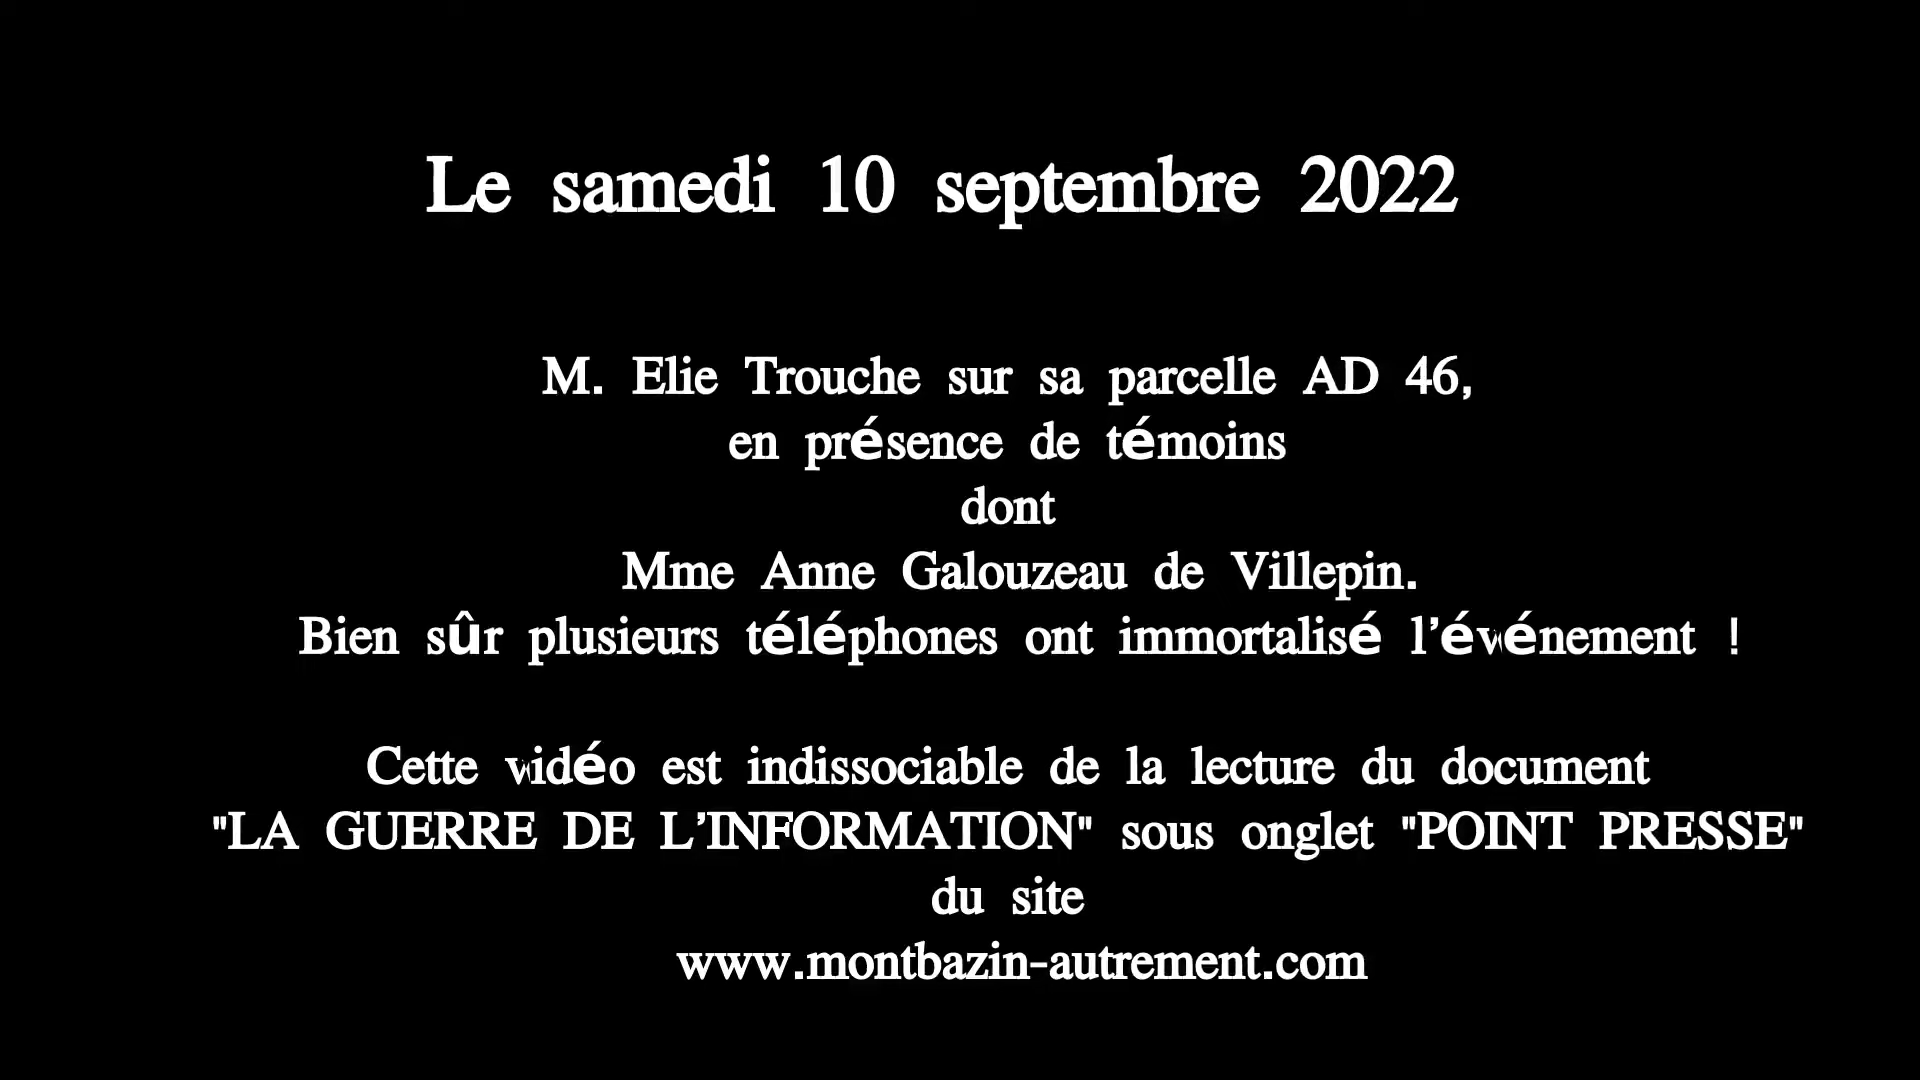 Le samedi 10 septembre 2022
M. Elie Trouche sur sa parcelle AD 46,
en présence de témoins
dont
Mme Anne Galouzeau de Villepin.
Bien sûr plusieurs téléphones ont immortalisé l’événement !
Cette vidéo est indissociable de la lecture du document
"LA GUERRE DE L’INFORMATION" sous onglet "POINT PRESSE"
du site
www.montbazin-autrement.com